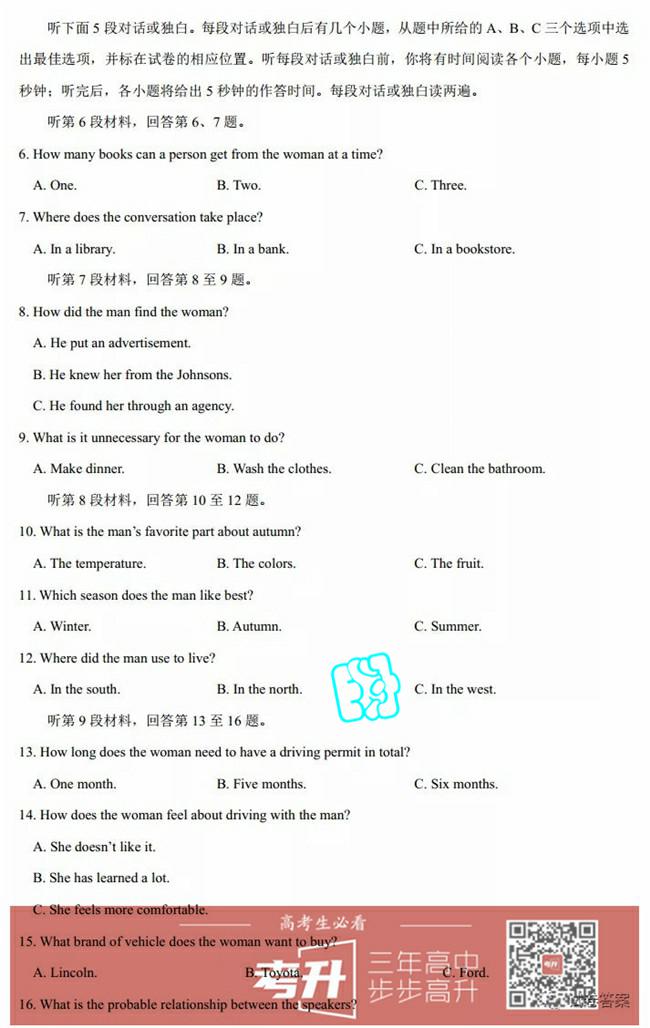 听下面5段对话或独白。每段对话或独白后有几个小题，从题中所给的A、B、C三个选项中选
出最佳选项，并标在试卷的相应位置。听每段对话或独白前，你将有时间阅读各个小题，每小题5
秒钟；听完后，各小题将给出5秒钟的作答时间。每段对话或独白读两遍。
听第6段材料，回答第6、7题。
6. How many books can a person get from the woman at a time?
A. One. B. Two. C. Three.
7. Where does the conversation take place?
A. In a library. B. In a bank. C. In a bookstore.
听第7段材料，回答第8至9题。
8. How did the man find the woman?
A. He put an advertisement.
B. He knew her from the Johnsons.
C. He found her through an agency.
9. What is it unnecessary for the woman to do?
A. Make dinner. B. Wash the clothes. C. Clean the bathroom.
听第8段材料，回答第10至12题。
10. What is the man's favorite part about autumn?
A. The temperature. B. The colors. C. The fruit.
11. Which season does the man like best?
A. Winter. B. Autumn. C. Summer.
12. Where did the man use to live?
A. In the south. B. In the north. C. In the west.
听第9段材料，回答第13至16题。
13. How long does the woman need to have a driving permit in total?
A. One month. B. Five months. C. Six months.
14. How does the woman feel about driving with the man?
A. She doesn't like it.
B. She has learned a lot.
C. She feels more comfortable.
高考生必看
15. What brand of vehicle does the woman want to buy?
A. Lincoln. B. Toyota. C. Ford.
考升 三年高中
步步高升
16. What is the probable relationship between the speakers?
答案